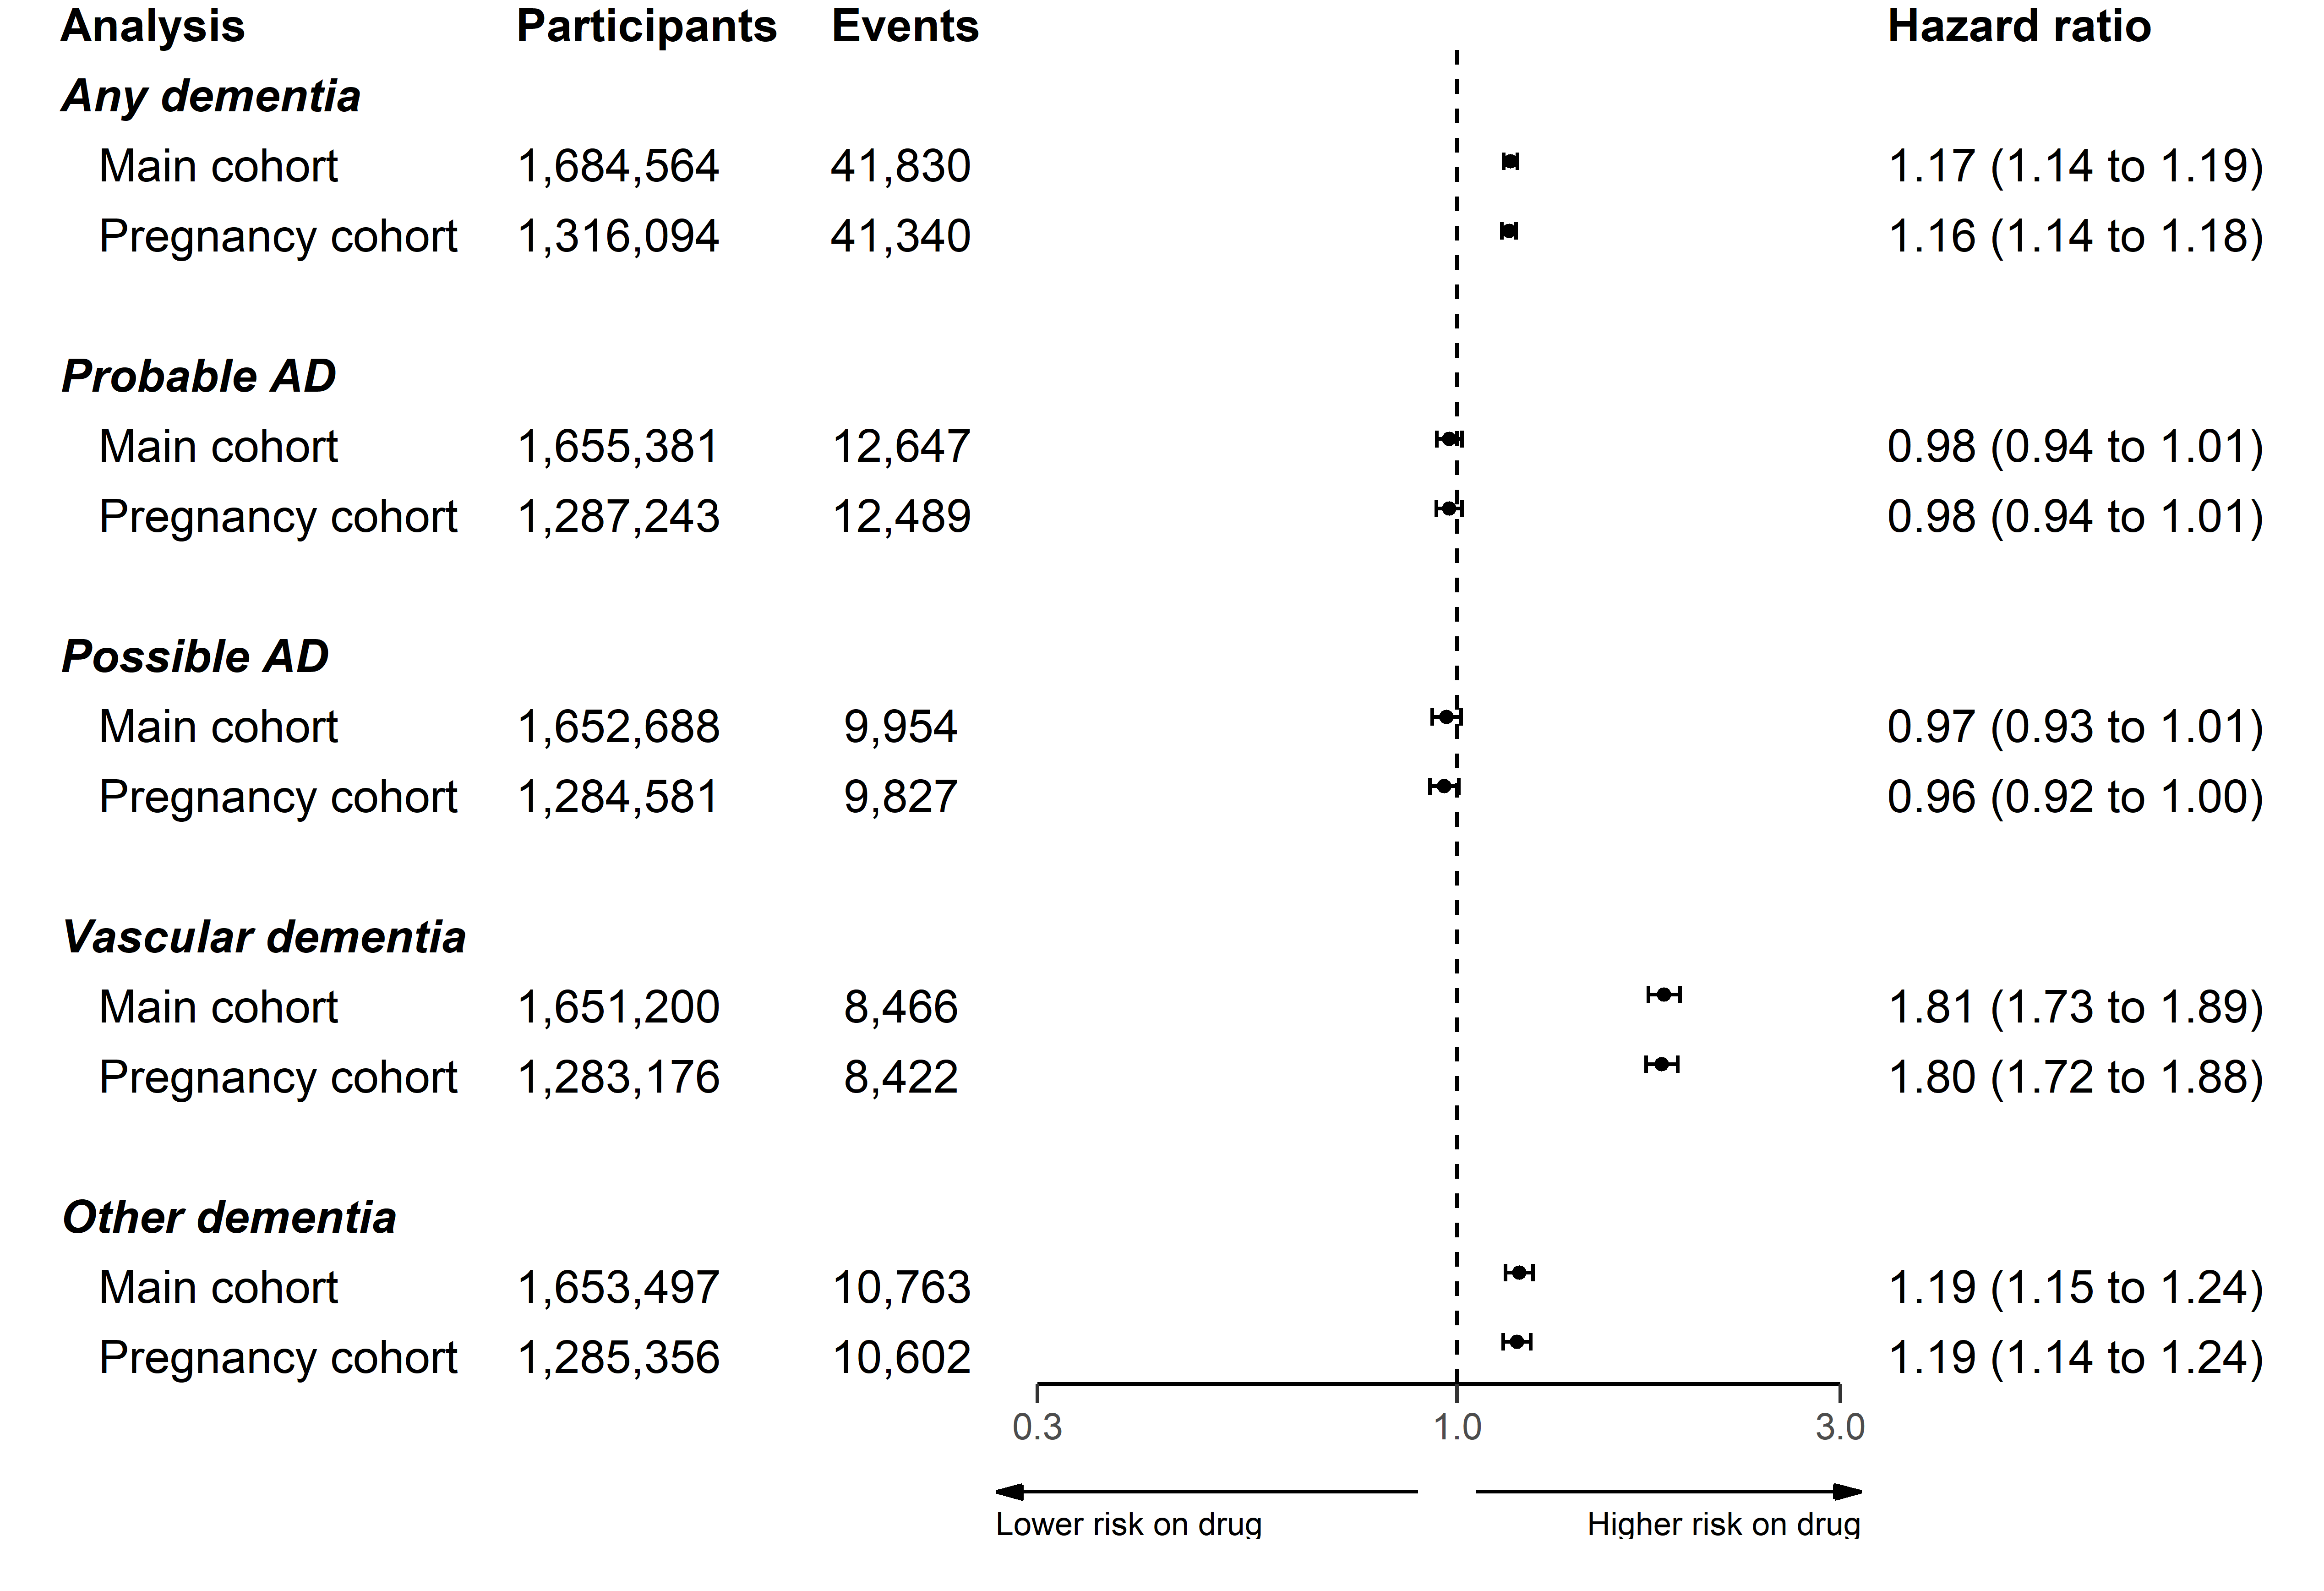 Analysis Participants Events Hazard ratio
Any dementia
Main cohort 1,684,564 41,830 1.17 (1.14 to 1.19)
Pregnancy cohort 1,316,094 41,340 1.16 (1.14 to 1.18)
Probable AD
Main cohort 1,655,381 12,647 0.98 (0.94 to 1.01)
Pregnancy cohort 1,287,243 12,489 0.98 (0.94 to 1.01)
Possible AD
Main cohort 1,652,688 9,954 0.97 (0.93 to 1.01)
Pregnancy cohort 1,284,581 9,827 0.96 (0.92 to 1.00)
Vascular dementia
Main cohort 1,651,200 8,466 1.81 (1.73 to 1.89)
Pregnancy cohort 1,283,176 8,422 1.80 (1.72 to 1.88)
Other dementia
Main cohort 1,653,497 10,763 1.19 (1.15 to 1.24)
Pregnancy cohort 1,285,356 10,602 1.19 (1.14 to 1.24)
0.3 1.0 3.0
Lower risk on drug Higher risk on drug